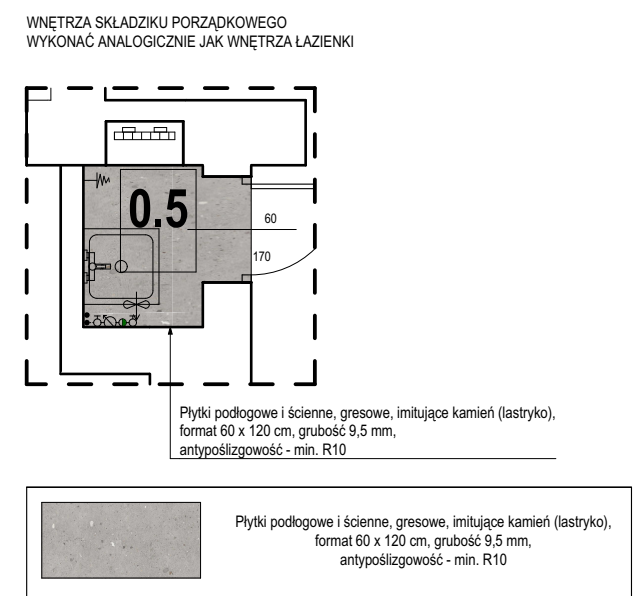 WNĘTRZA SKŁADZIKU PORZĄDKOWEGO
WYKONAĆ ANALOGICZNIE JAK WNĘTRZA ŁAZIENKI
0.5
60
170
Płytki podłogowe i ścienne, gresowe, imitujące kamień (lastryko),
format 60 x 120 cm, grubość 9,5 mm,
antypoślizgowość - min. R10
Płytki podłogowe i ścienne, gresowe, imitujące kamień (lastryko),
format 60 x 120 cm, grubość 9,5 mm,
antypoślizgowość - min. R10